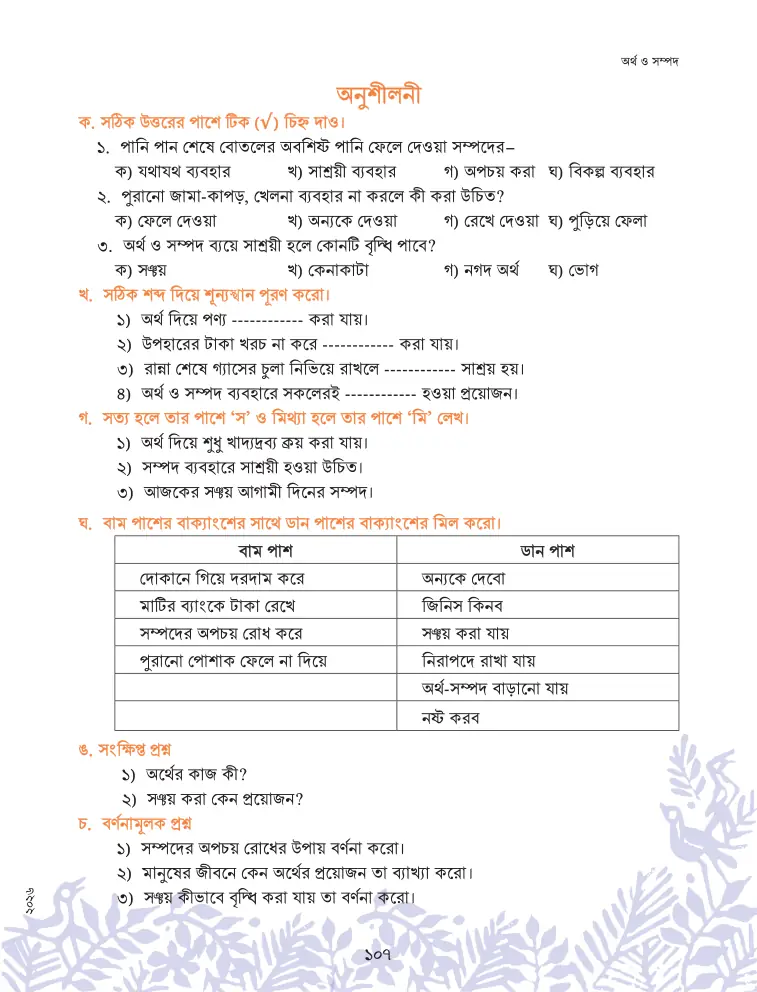 অর্থ ও সম্পদ
অনুশীলনী
ক. সঠিক উত্তরের পাশে টিক (√) চিহ্ন দাও।
১. পানি পান শেষে বোতলের অবশিষ্ট পানি ফেলে দেওয়া সম্পদের–
ক) যথাযথ ব্যবহার খ) সাশ্রয়ী ব্যবহার গ) অপচয় করা ঘ) বিকল্প ব্যবহার
২. পুরানো জামা-কাপড়, খেলনা ব্যবহার না করলে কী করা উচিত?
ক) ফেলে দেওয়া খ) অন্যকে দেওয়া গ) রেখে দেওয়া ঘ) পুড়িয়ে ফেলা
৩. অর্থ ও সম্পদ ব্যয়ে সাশ্রয়ী হলে কোনটি বৃদ্ধি পাবে?
ক) সঞ্চয় খ) কেনাকাটা গ) নগদ অর্থ ঘ) ভোগ
খ. সঠিক শব্দ দিয়ে শূন্যস্থান পূরণ করো।
১) অর্থ দিয়ে পণ্য ------------ করা যায়।
২) উপহারের টাকা খরচ না করে ------------ করা যায়।
৩) রান্না শেষে গ্যাসের চুলা নিভিয়ে রাখলে ------------ সাশ্রয় হয়।
৪) অর্থ ও সম্পদ ব্যবহারে সকলেরই ------------ হওয়া প্রয়োজন।
গ. সত্য হলে তার পাশে ‘স’ ও মিথ্যা হলে তার পাশে ‘মি’ লেখ।
১) অর্থ দিয়ে শুধু খাদ্যদ্রব্য ক্রয় করা যায়।
২) সম্পদ ব্যবহারে সাশ্রয়ী হওয়া উচিত।
৩) আজকের সঞ্চয় আগামী দিনের সম্পদ।
ঘ. বাম পাশের বাক্যাংশের সাথে ডান পাশের বাক্যাংশের মিল করো।
বাম পাশ ডান পাশ
দোকানে গিয়ে দরদাম করে অন্যকে দেবো
মাটির ব্যাংকে টাকা রেখে জিনিস কিনব
সম্পদের অপচয় রোধ করে সঞ্চয় করা যায়
পুরানো পোশাক ফেলে না দিয়ে নিরাপদে রাখা যায়
অর্থ-সম্পদ বাড়ানো যায়
নষ্ট করব
ঙ. সংক্ষিপ্ত প্রশ্ন
১) অর্থের কাজ কী?
২) সঞ্চয় করা কেন প্রয়োজন?
চ. বর্ণনামূলক প্রশ্ন
১) সম্পদের অপচয় রোধের উপায় বর্ণনা করো।
২) মানুষের জীবনে কেন অর্থের প্রয়োজন তা ব্যাখ্যা করো।
৩) সঞ্চয় কীভাবে বৃদ্ধি করা যায় তা বর্ণনা করো।
২০২৬
১০৭